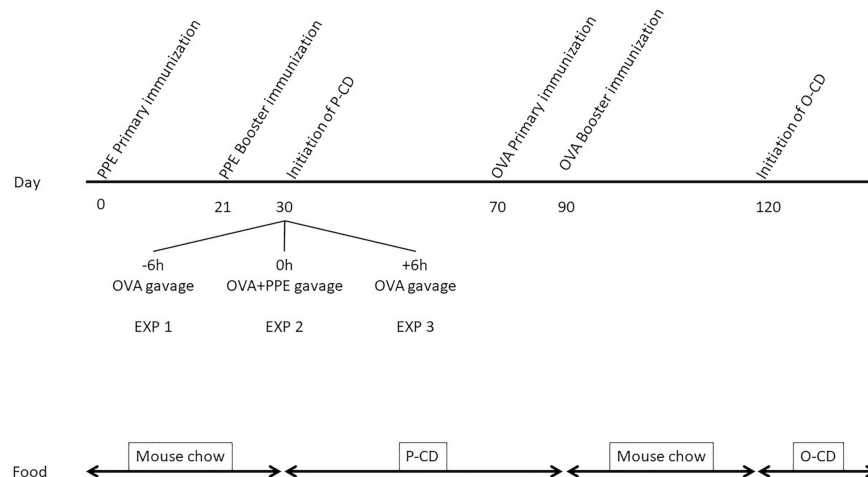 PPE Primary immunization
PPE Booster immunization
Initiation of P-CD
OVA Primary immunization
OVA Booster immunization
Initiation of O-CD
Day
0 21 30 70 90 120
-6h 0h +6h
OVA gavage OVA+PPE gavage OVA gavage
EXP 1 EXP 2 EXP 3
Mouse chow P-CD Mouse chow O-CD
Food